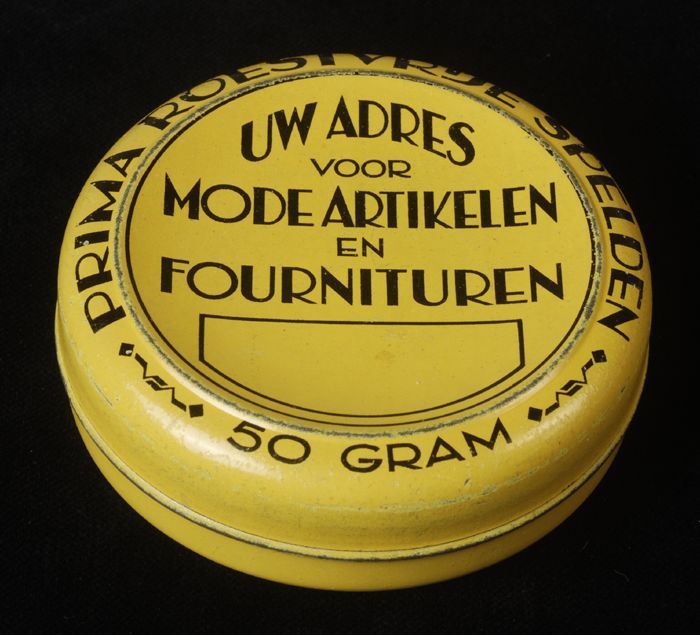 PRIMA ROESTVRIJE SPELDEN
UW ADRES
VOOR
MODE ARTIKELEN
EN
FOURNITUREN
50 GRAM